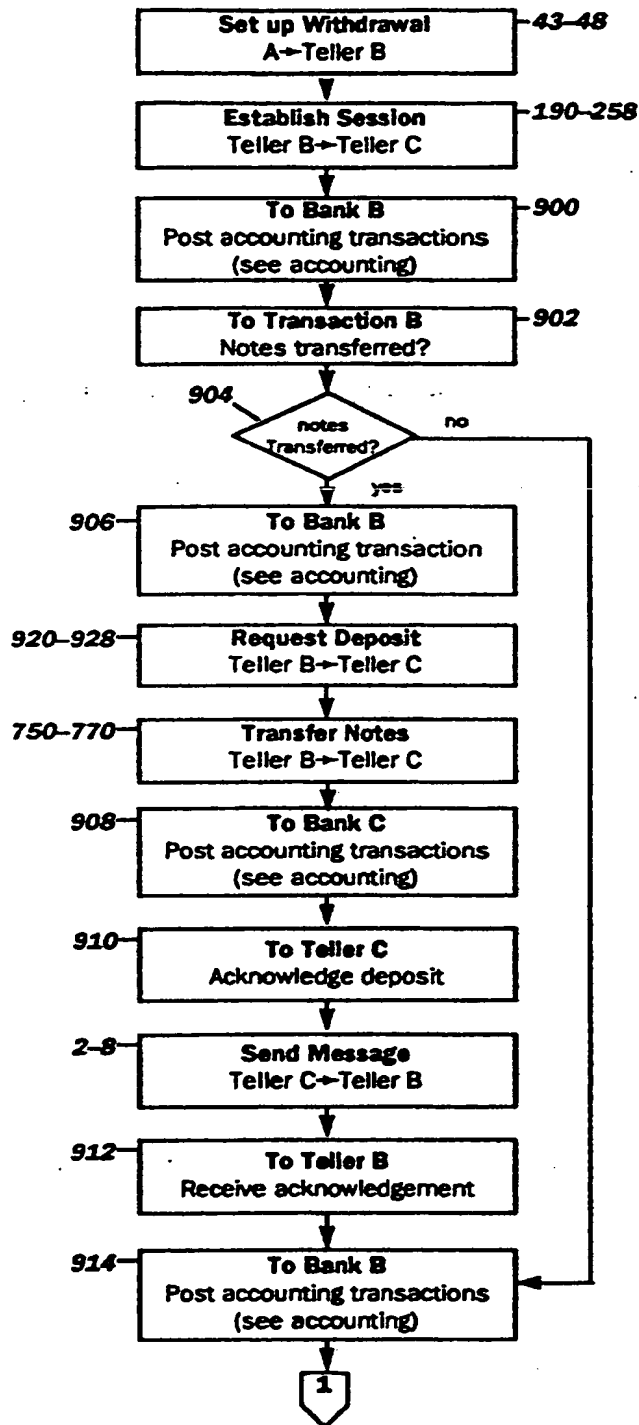 Set up Withdrawal
A→Teller B
43–48
Establish Session
Teller B→Teller C
190–258
To Bank B
Post accounting transactions
(see accounting)
900
To Transaction B
Notes transferred?
902
904
notes
Transferred?
no
yes
906
To Bank B
Post accounting transaction
(see accounting)
920–928
Request Deposit
Teller B→Teller C
750–770
Transfer Notes
Teller B→Teller C
908
To Bank C
Post accounting transactions
(see accounting)
910
To Teller C
Acknowledge deposit
2–8
Send Message
Teller C→Teller B
912
To Teller B
Receive acknowledgement
914
To Bank B
Post accounting transactions
(see accounting)
1